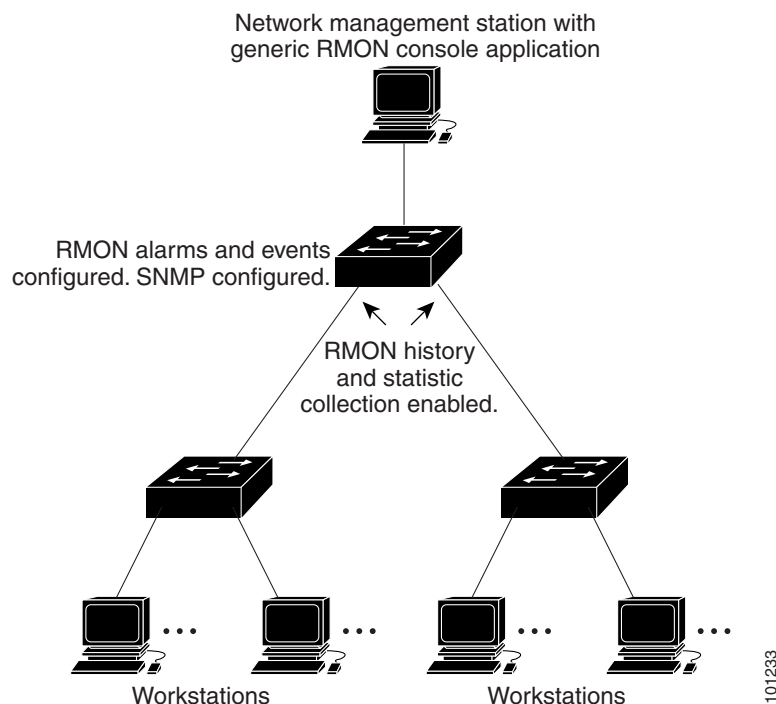 Network management station with
generic RMON console application
RMON alarms and events
configured. SNMP configured.
RMON history
and statistic
collection enabled.
Workstations
Workstations
101233